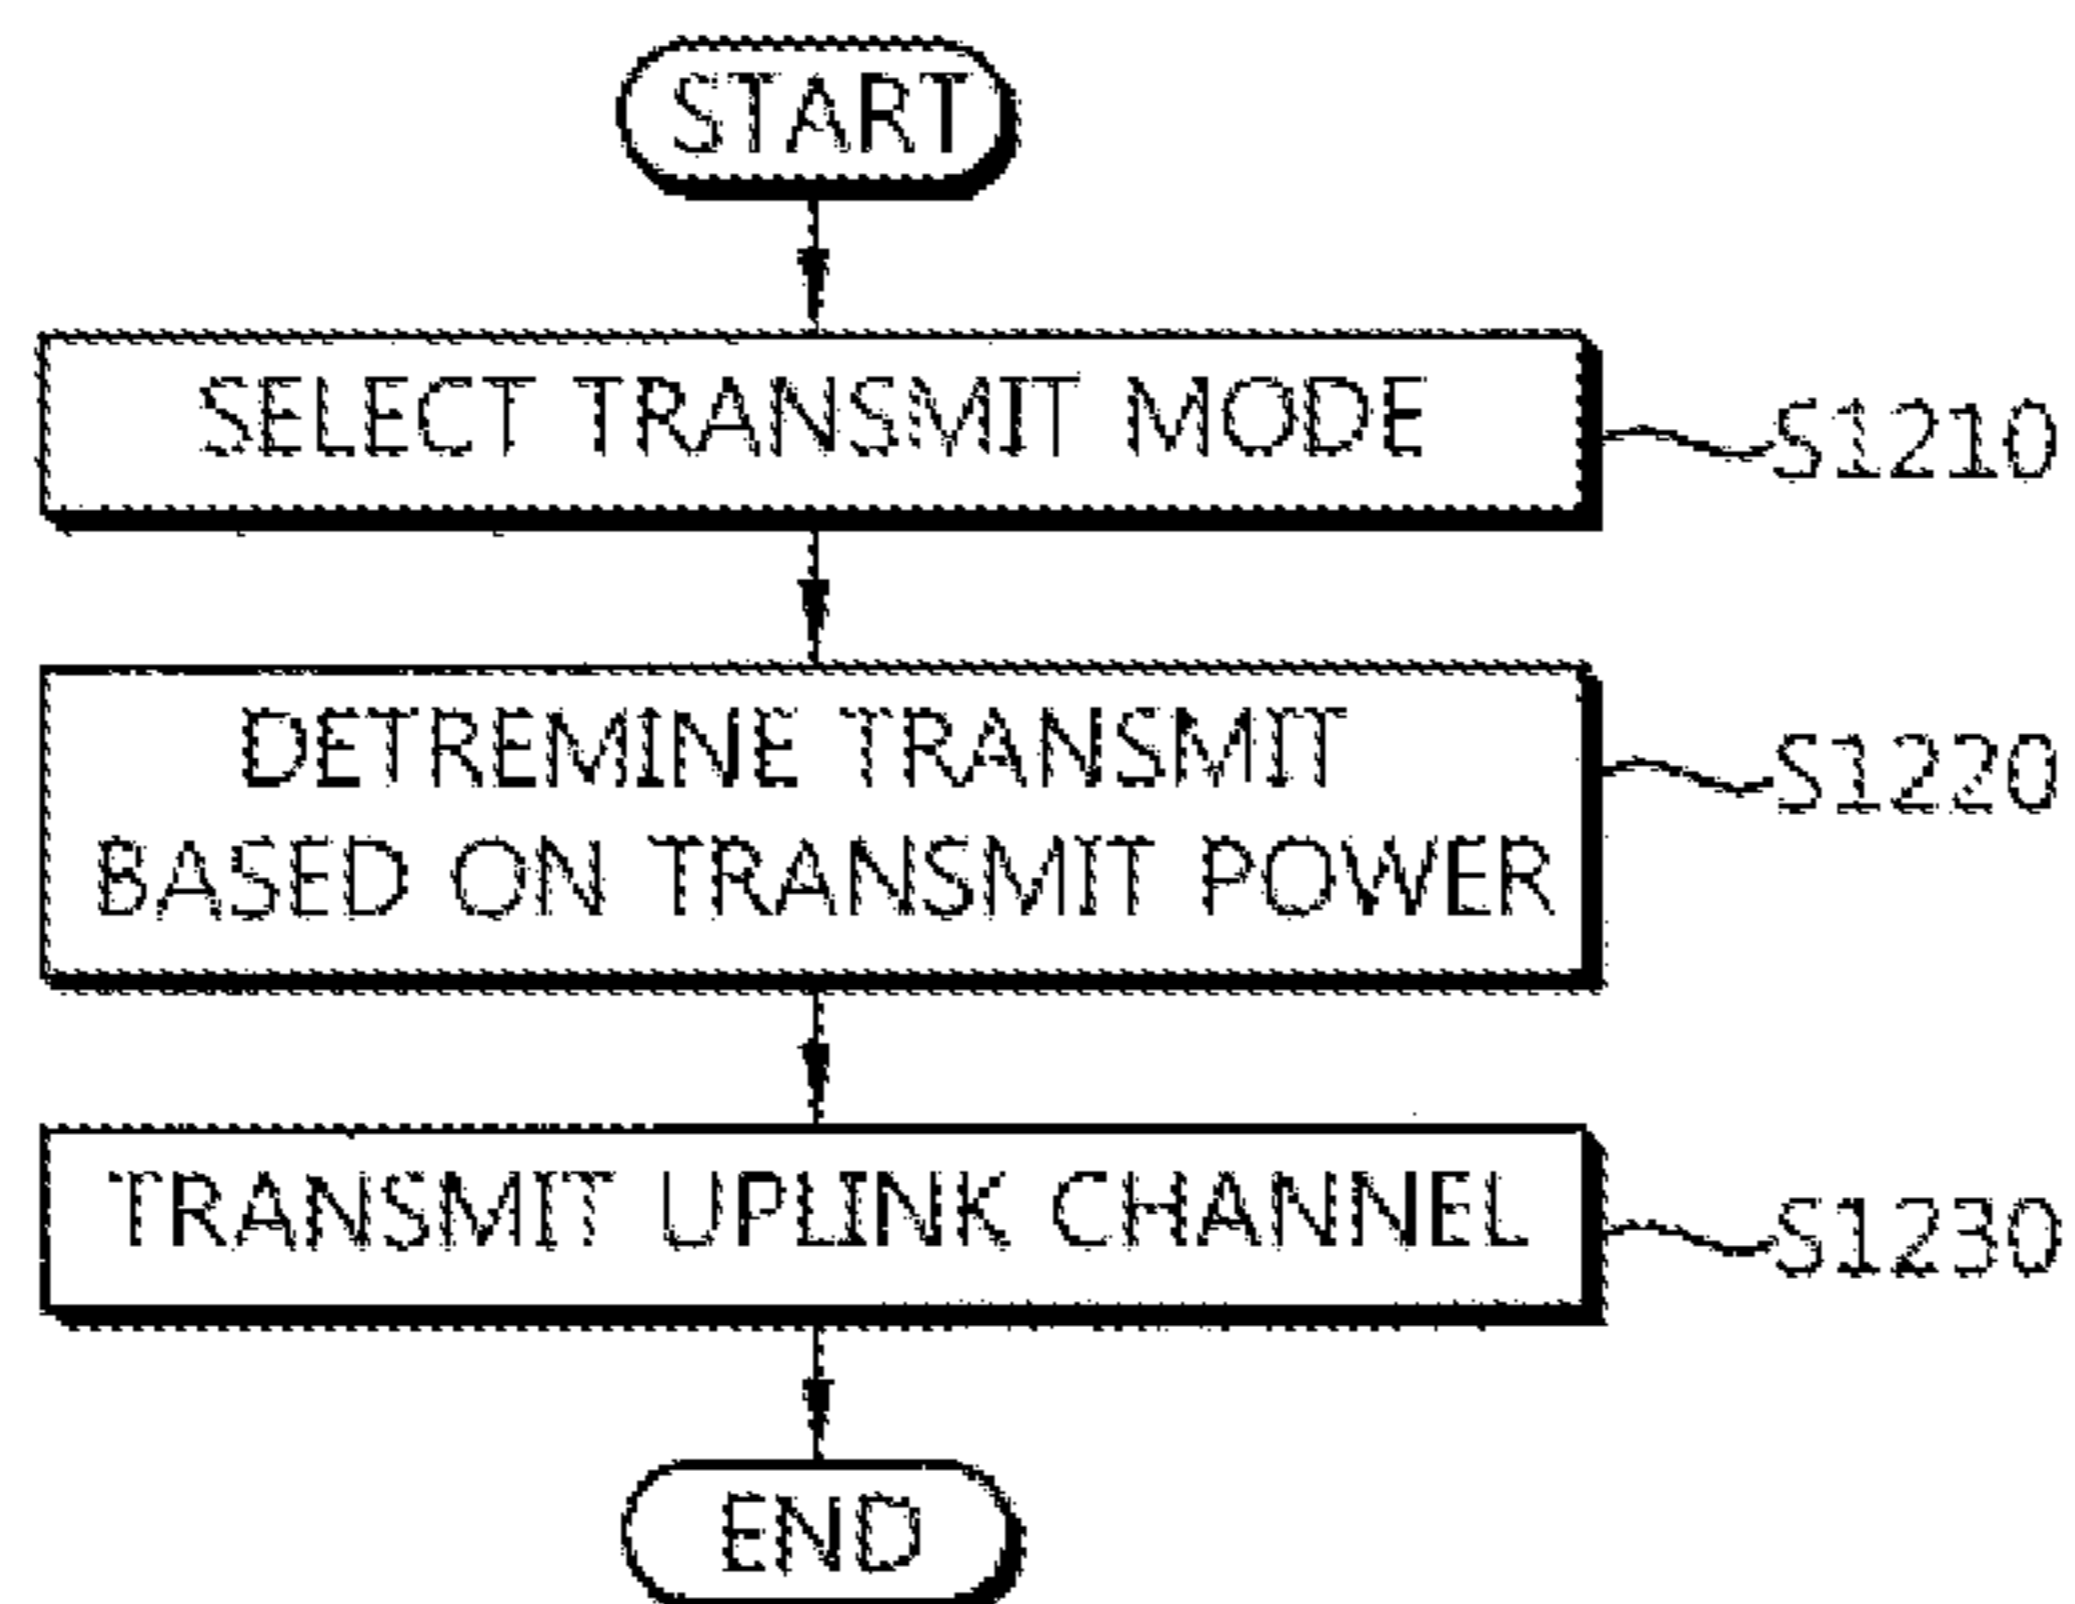 START
SELECT TRANSMIT MODE
S1210
DETREMINE TRANSMIT
BASED ON TRANSMIT POWER
S1220
TRANSMIT UPLINK CHANNEL
S1230
END